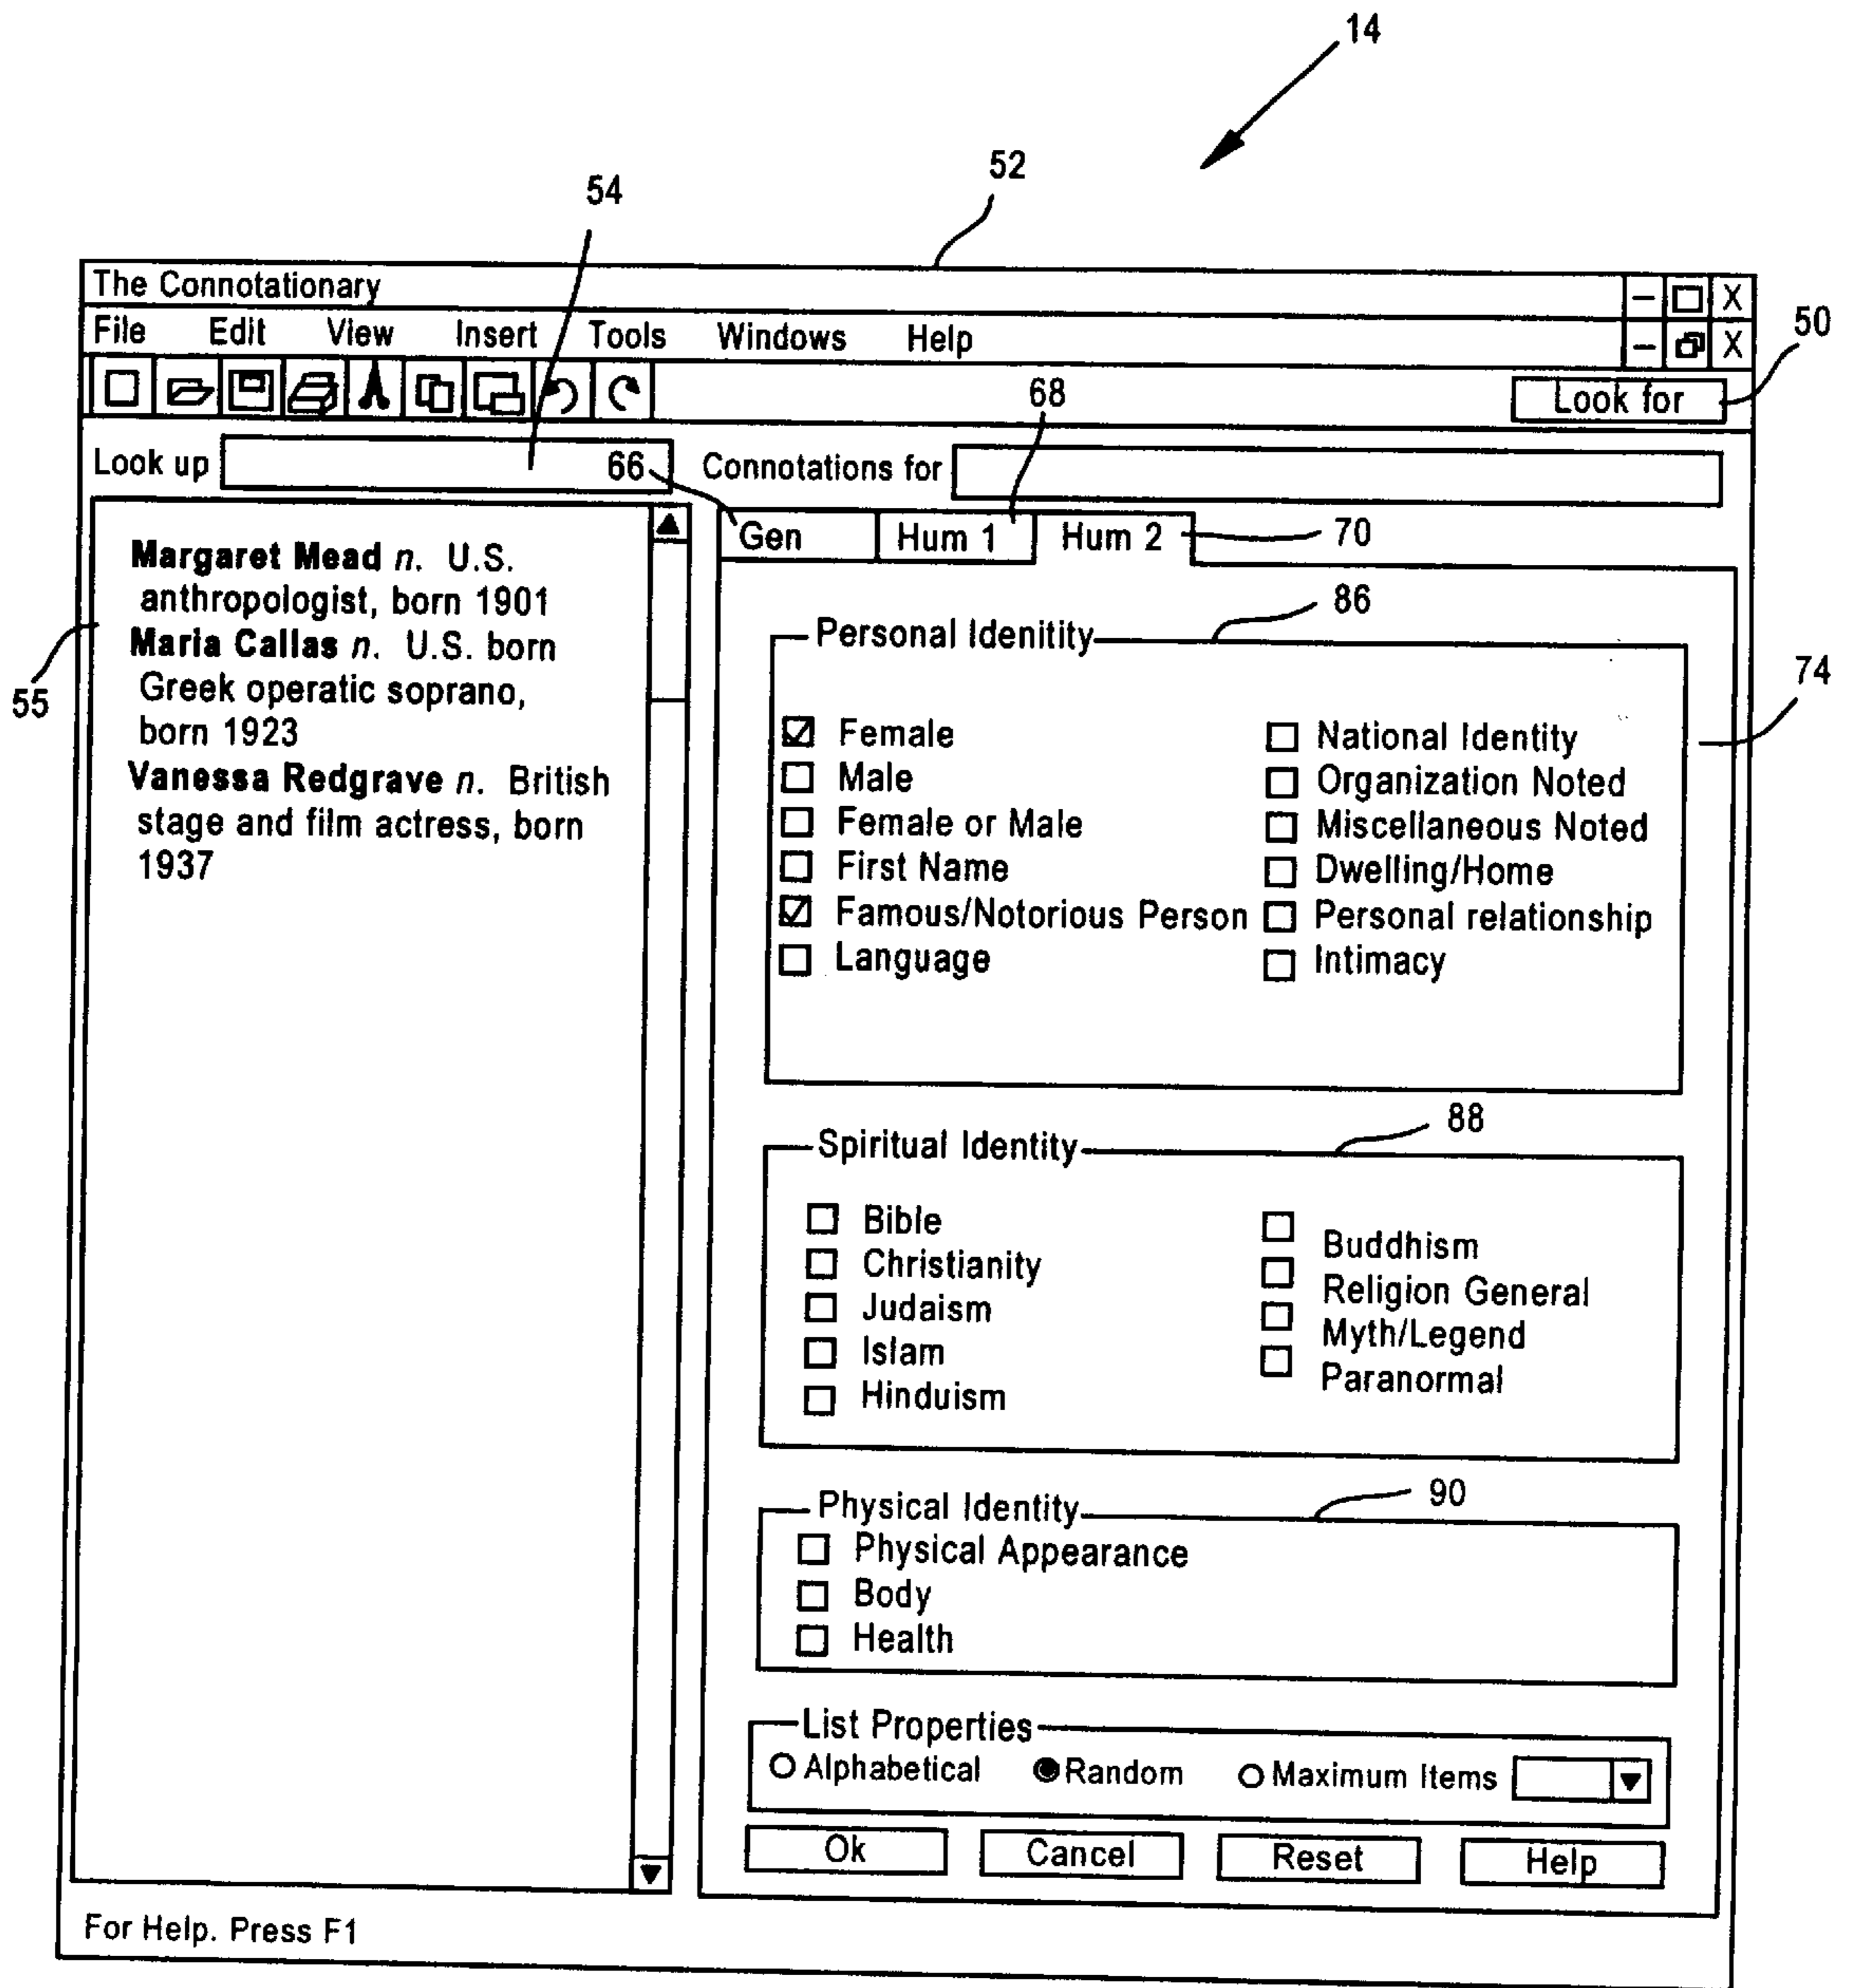 14
52
54
The Connotationary
File Edit View Insert Tools Windows Help
50
68
Look for
Look up
66
Connotations for
Gen Hum 1 Hum 2
70
Margaret Mead n. U.S.
anthropologist, born 1901
Maria Callas n. U.S. born
Greek operatic soprano,
born 1923
Vanessa Redgrave n. British
stage and film actress, born
1937
55
86
Personal Idenitity
74
Female National Identity
Male Organization Noted
Female or Male Miscellaneous Noted
First Name Dwelling/Home
Famous/Notorious Person Personal relationship
Language Intimacy
88
Spiritual Identity
Bible Buddhism
Christianity Religion General
Judaism Myth/Legend
Islam Paranormal
Hinduism
90
Physical Identity
Physical Appearance
Body
Health
List Properties
Alphabetical Random Maximum Items
Ok Cancel Reset Help
For Help. Press F1